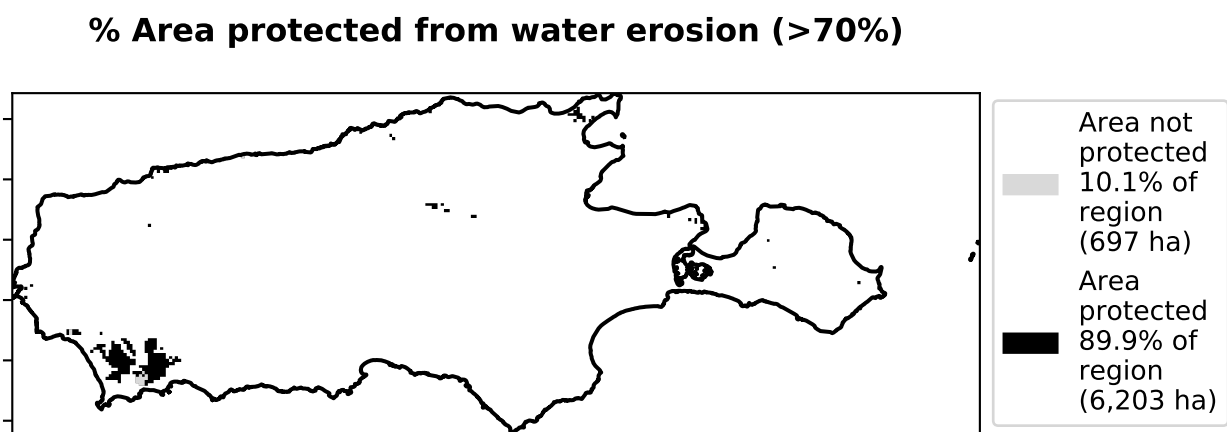 % Area protected from water erosion (>70%)
Area not
protected
10.1% of
region
(697 ha)
Area
protected
89.9% of
region
(6,203 ha)